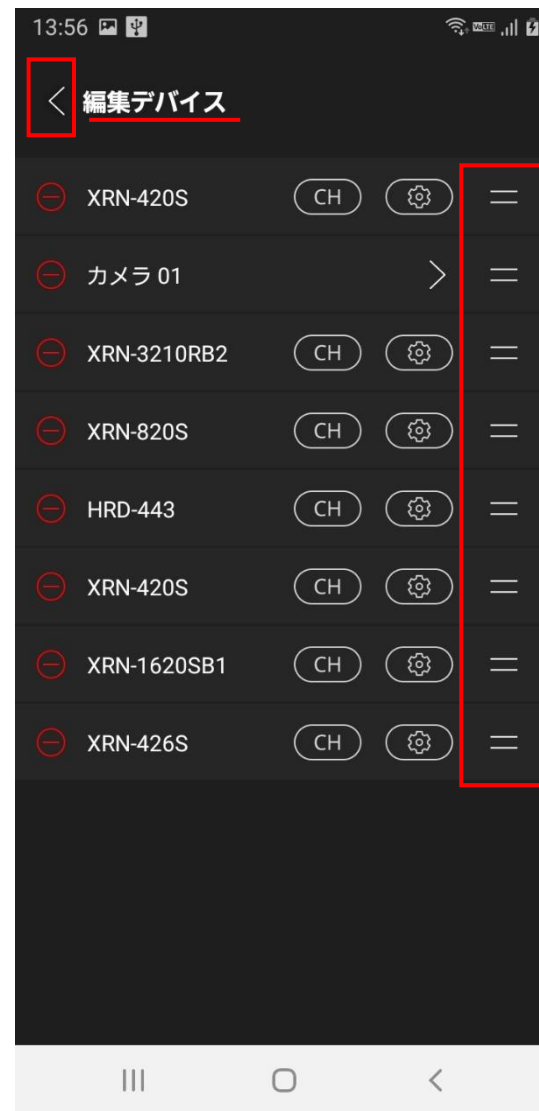 13:56
編集デバイス
XRN-420S CH
カメラ 01
XRN-3210RB2 CH
XRN-820S CH
HRD-443 CH
XRN-420S CH
XRN-1620SB1 CH
XRN-426S CH